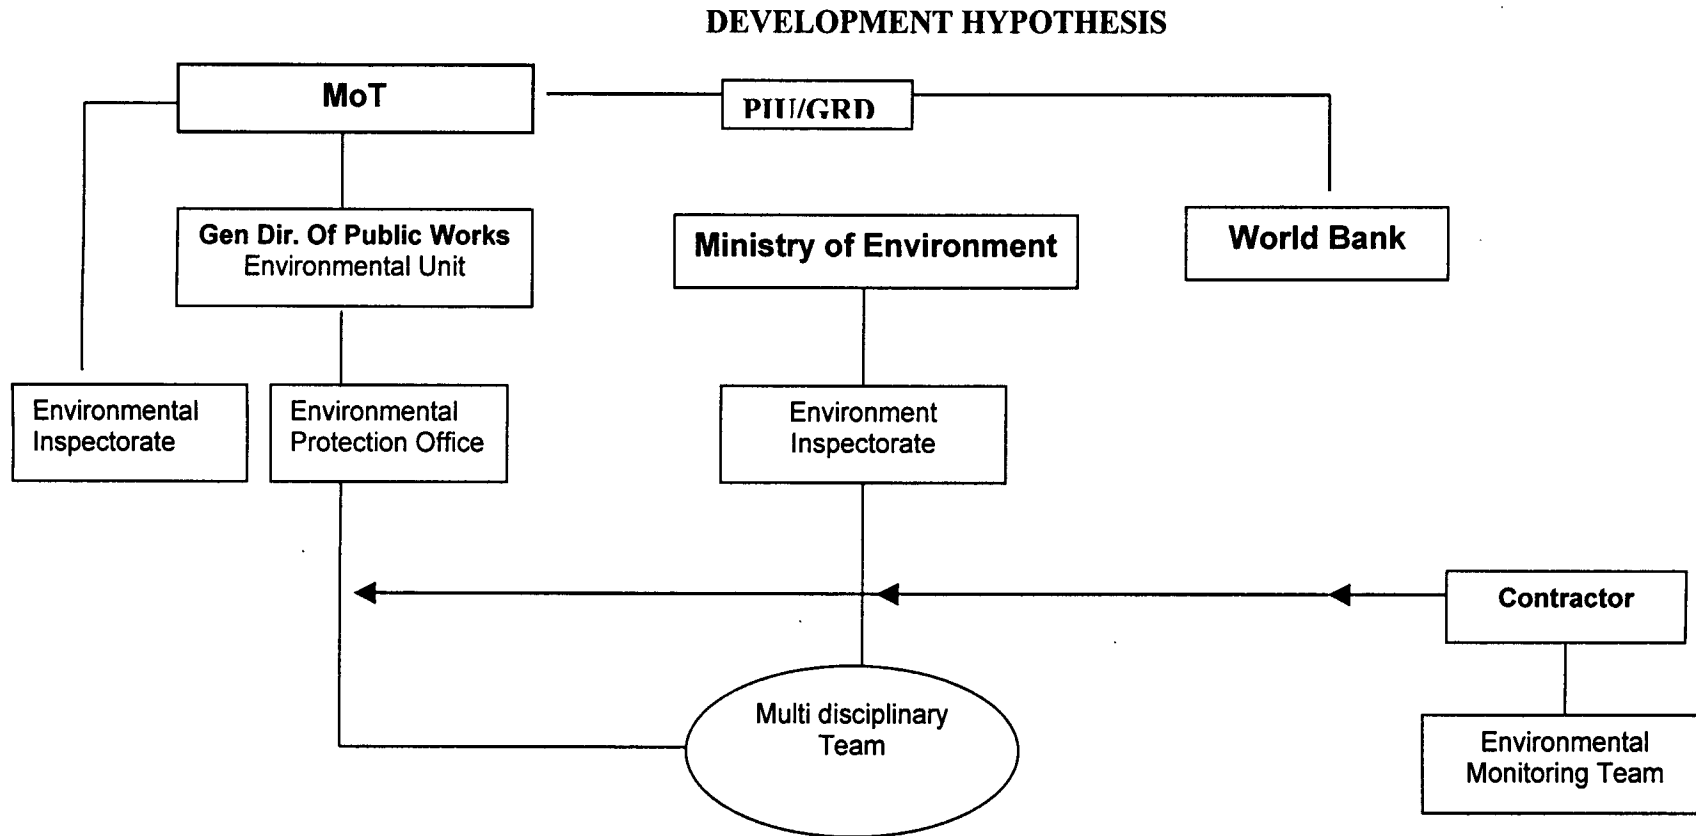 DEVELOPMENT HYPOTHESIS
MoT
PIU/GRD
Gen Dir. Of Public Works
Environmental Unit
Ministry of Environment
World Bank
Environmental
Inspectorate
Environmental
Protection Office
Environment
Inspectorate
Contractor
Multi disciplinary
Team
Environmental
Monitoring Team